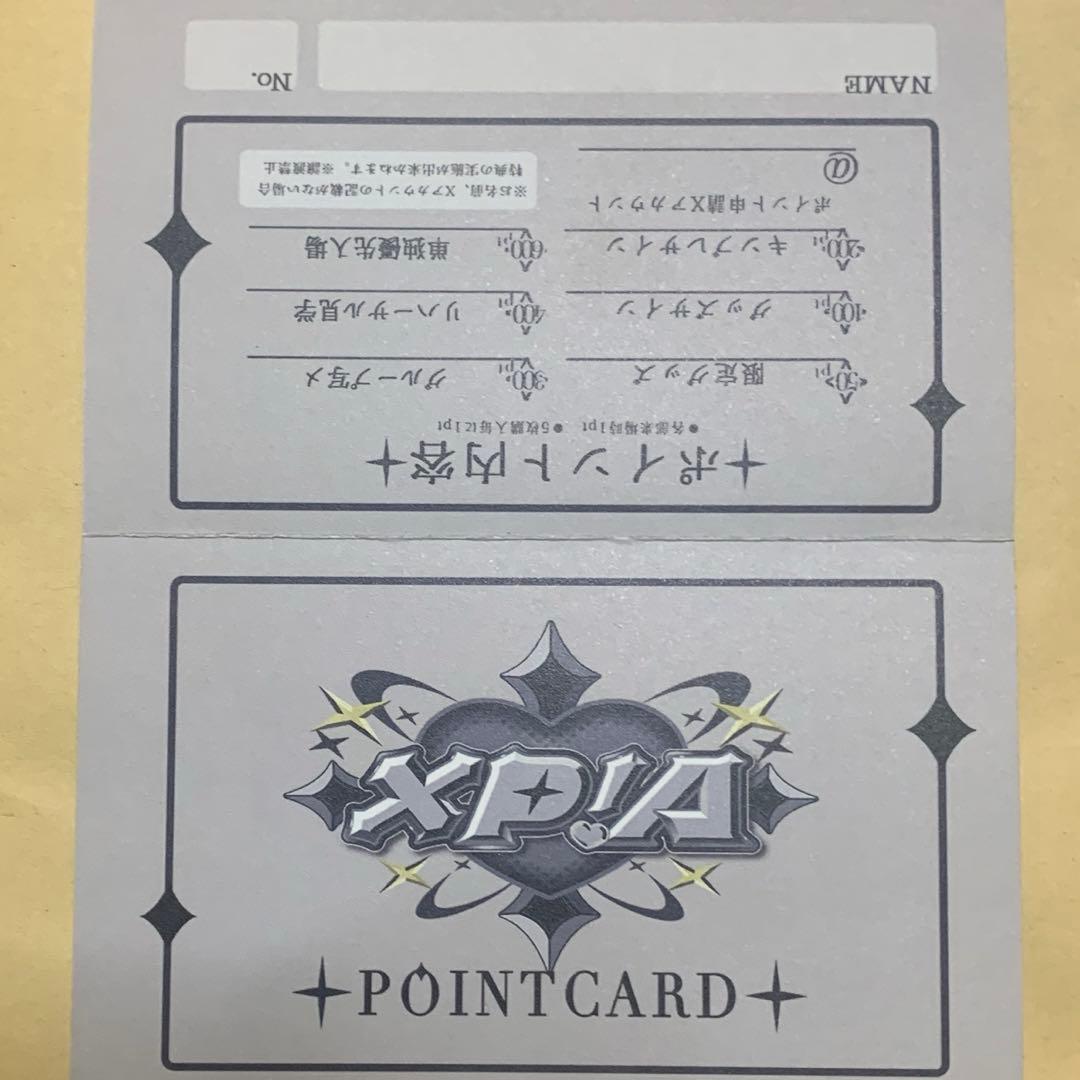 NAME
No.
ポイント内容
●各部来場時1pt ●5枚購入毎に1pt
50pt 限定グッズ
300pt グループ写メ
100pt グッズサイン
400pt リハーサル見学
200pt キンブレサイン
600pt 単独優先入場
ポイント申請Xアカウント
@
※お名前、Xアカウントの記載がない場合
特典の実施が出来かねます。※譲渡禁止
XPIA
POINTCARD